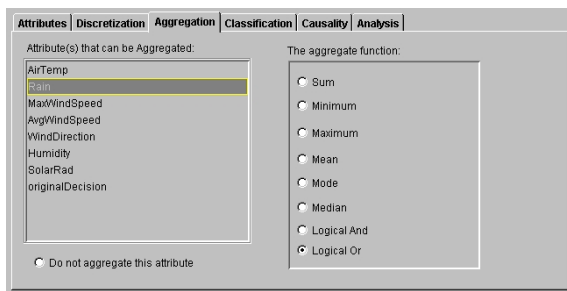 Attributes Discretization Aggregation Classification Causality Analysis
Attribute(s) that can be Aggregated:
AirTemp
Rain
MaxWindSpeed
AvgWindSpeed
WindDirection
Humidity
SolarRad
originalDecision
Do not aggregate this attribute
The aggregate function:
Sum
Minimum
Maximum
Mean
Mode
Median
Logical And
Logical Or